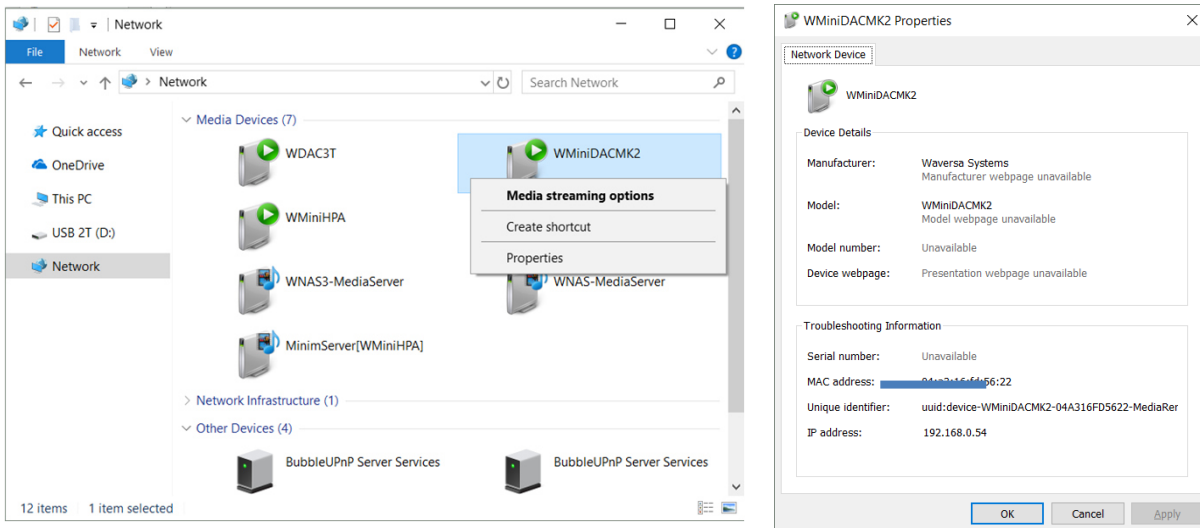 Network
File
Network
View
Network
Search Network
Quick access
OneDrive
This PC
USB 2T (D:)
Network
Media Devices (7)
WDAC3T
WMiniDACMK2
WMiniHPA
WNAS3-MediaServer
WNAS-MediaServer
MinimServer[WMiniHPA]
Media streaming options
Create shortcut
Properties
Network Infrastructure (1)
Other Devices (4)
BubbleUPnP Server Services
BubbleUPnP Server Services
12 items 1 item selected
WMiniDACMK2 Properties
Network Device
WMiniDACMK2
Device Details
Manufacturer: Waversa Systems
Manufacturer webpage unavailable
Model: WMiniDACMK2
Model webpage unavailable
Model number: Unavailable
Device webpage: Presentation webpage unavailable
Troubleshooting Information
Serial number: Unavailable
MAC address: 56:22
Unique identifier: uuid:device-WMiniDACMK2-04A316FD5622-MediaRer
IP address: 192.168.0.54
OK Cancel Apply